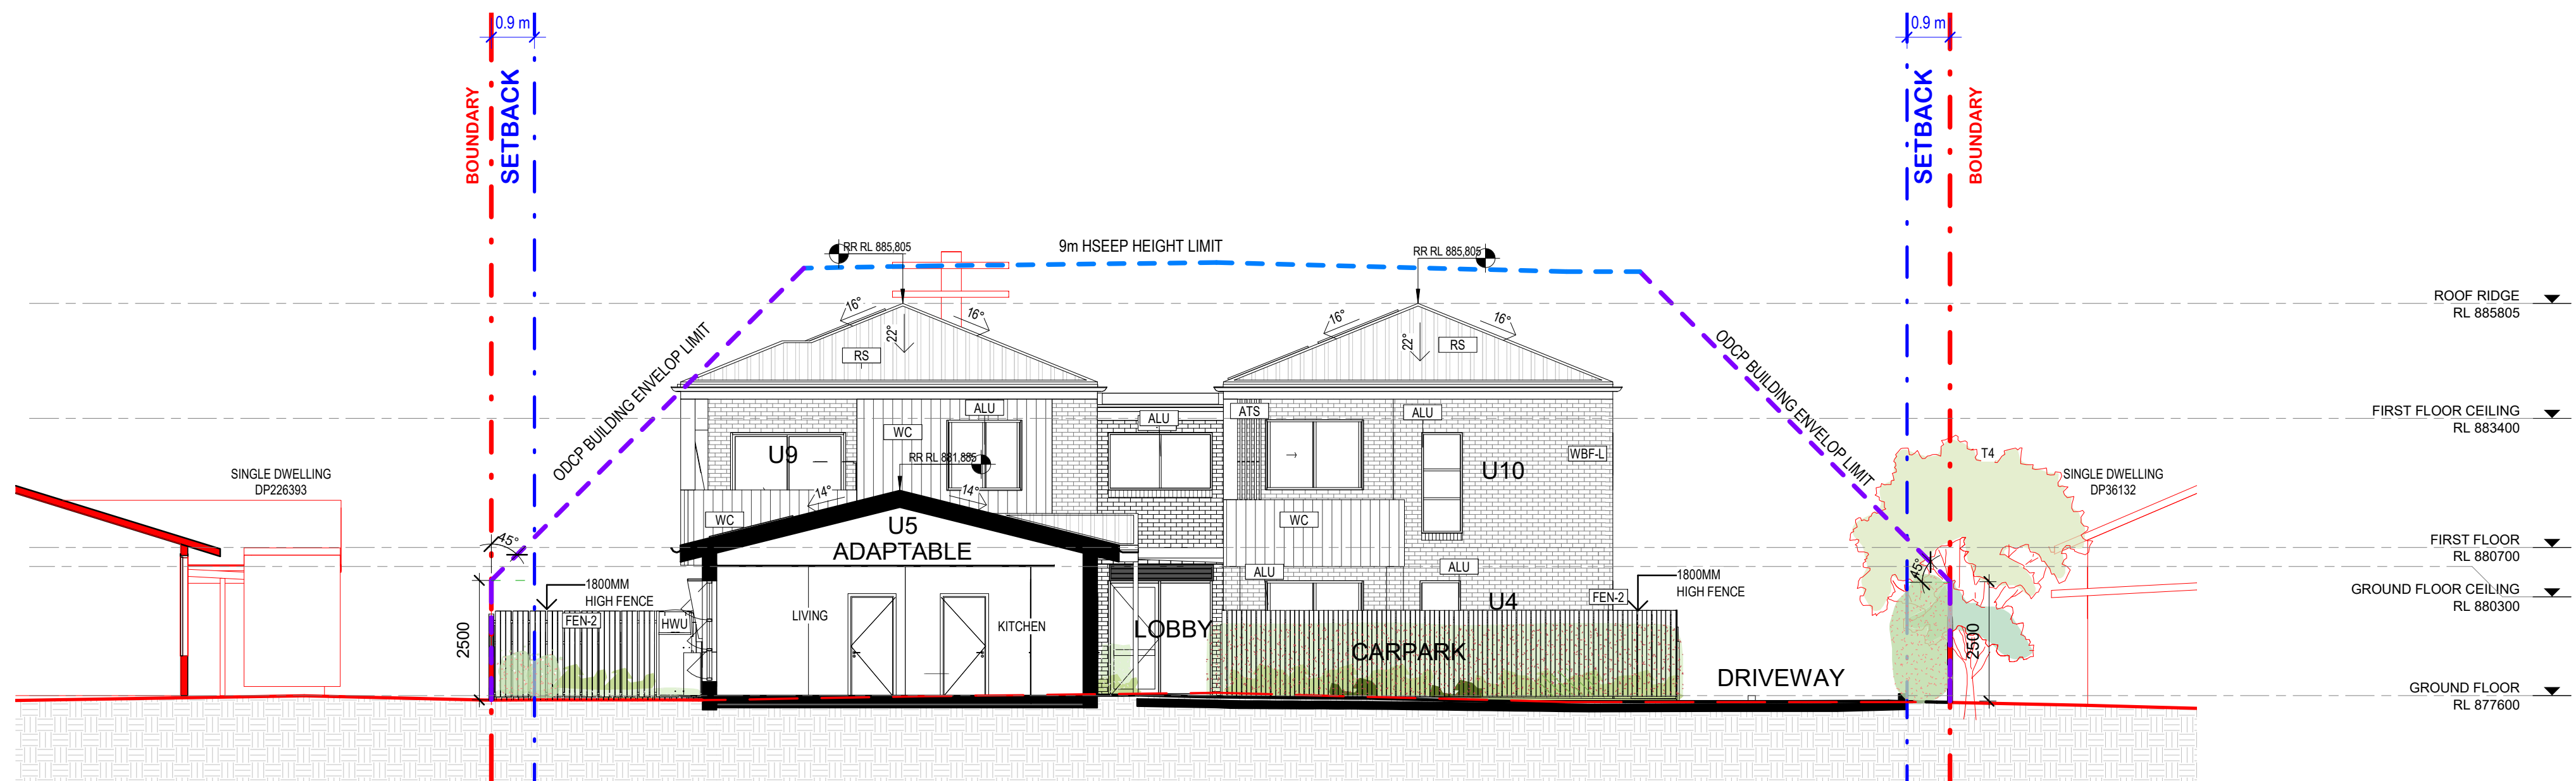 0.9 m
0.9 m
BOUNDARY
SETBACK
SETBACK
BOUNDARY
RR RL 885,805
9m HSEEP HEIGHT LIMIT
RR RL 885,805
ROOF RIDGE
RL 885805
16°
16°
16°
16°
22°
22°
RS
RS
ODCP BUILDING ENVELOP LIMIT
ODCP BUILDING ENVELOP LIMIT
FIRST FLOOR CEILING
RL 883400
ALU
ALU
ATS
ALU
WC
U9
RR RL 881,885
U10
WBF-L
T4
SINGLE DWELLING
DP226393
SINGLE DWELLING
DP36132
14°
14°
WC
U5
ADAPTABLE
WC
45°
45°
FIRST FLOOR
RL 880700
ALU
ALU
1800MM
HIGH FENCE
1800MM
HIGH FENCE
GROUND FLOOR CEILING
RL 880300
FEN-2
HWU
LIVING
KITCHEN
LOBBY
U4
FEN-2
2500
2500
CARPARK
DRIVEWAY
GROUND FLOOR
RL 877600